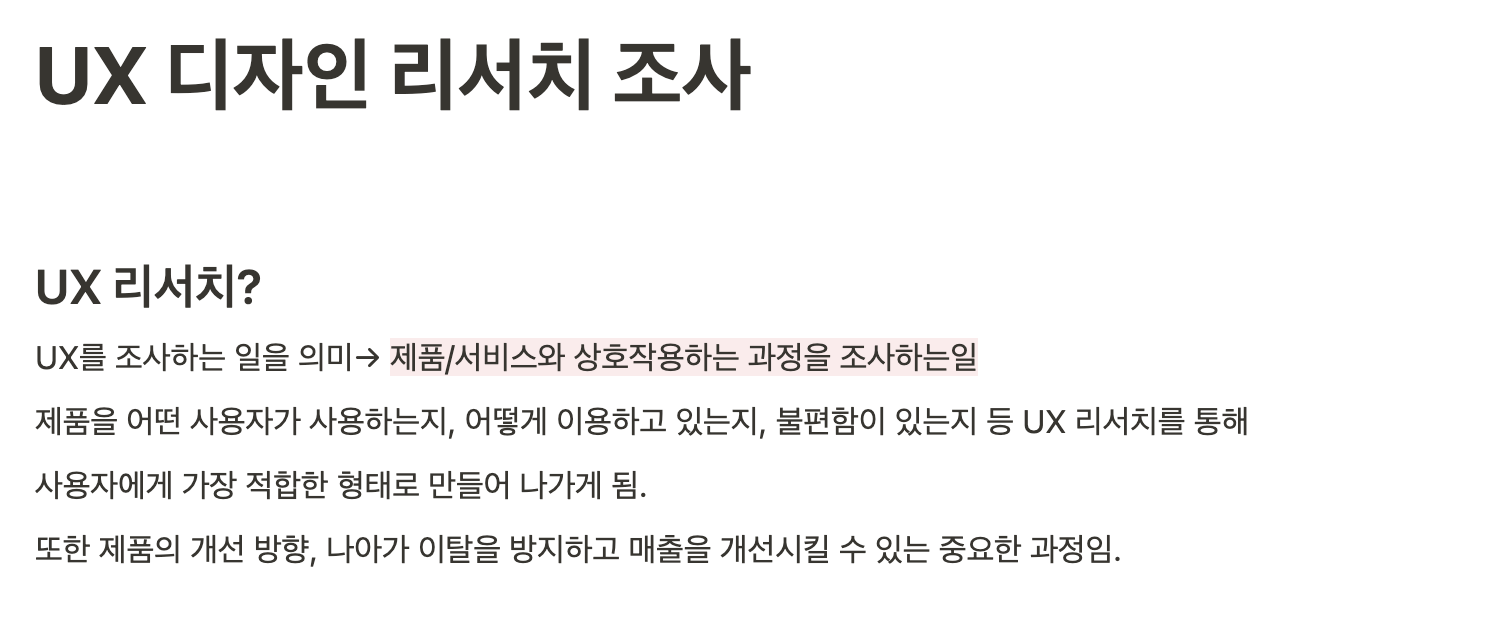 UX 디자인 리서치 조사
UX 리서치?
UX를 조사하는 일을 의미→ 제품/서비스와 상호작용하는 과정을 조사하는일
제품을 어떤 사용자가 사용하는지, 어떻게 이용하고 있는지, 불편함이 있는지 등 UX 리서치를 통해
사용자에게 가장 적합한 형태로 만들어 나가게 됨.
또한 제품의 개선 방향, 나아가 이탈을 방지하고 매출을 개선시킬 수 있는 중요한 과정임.